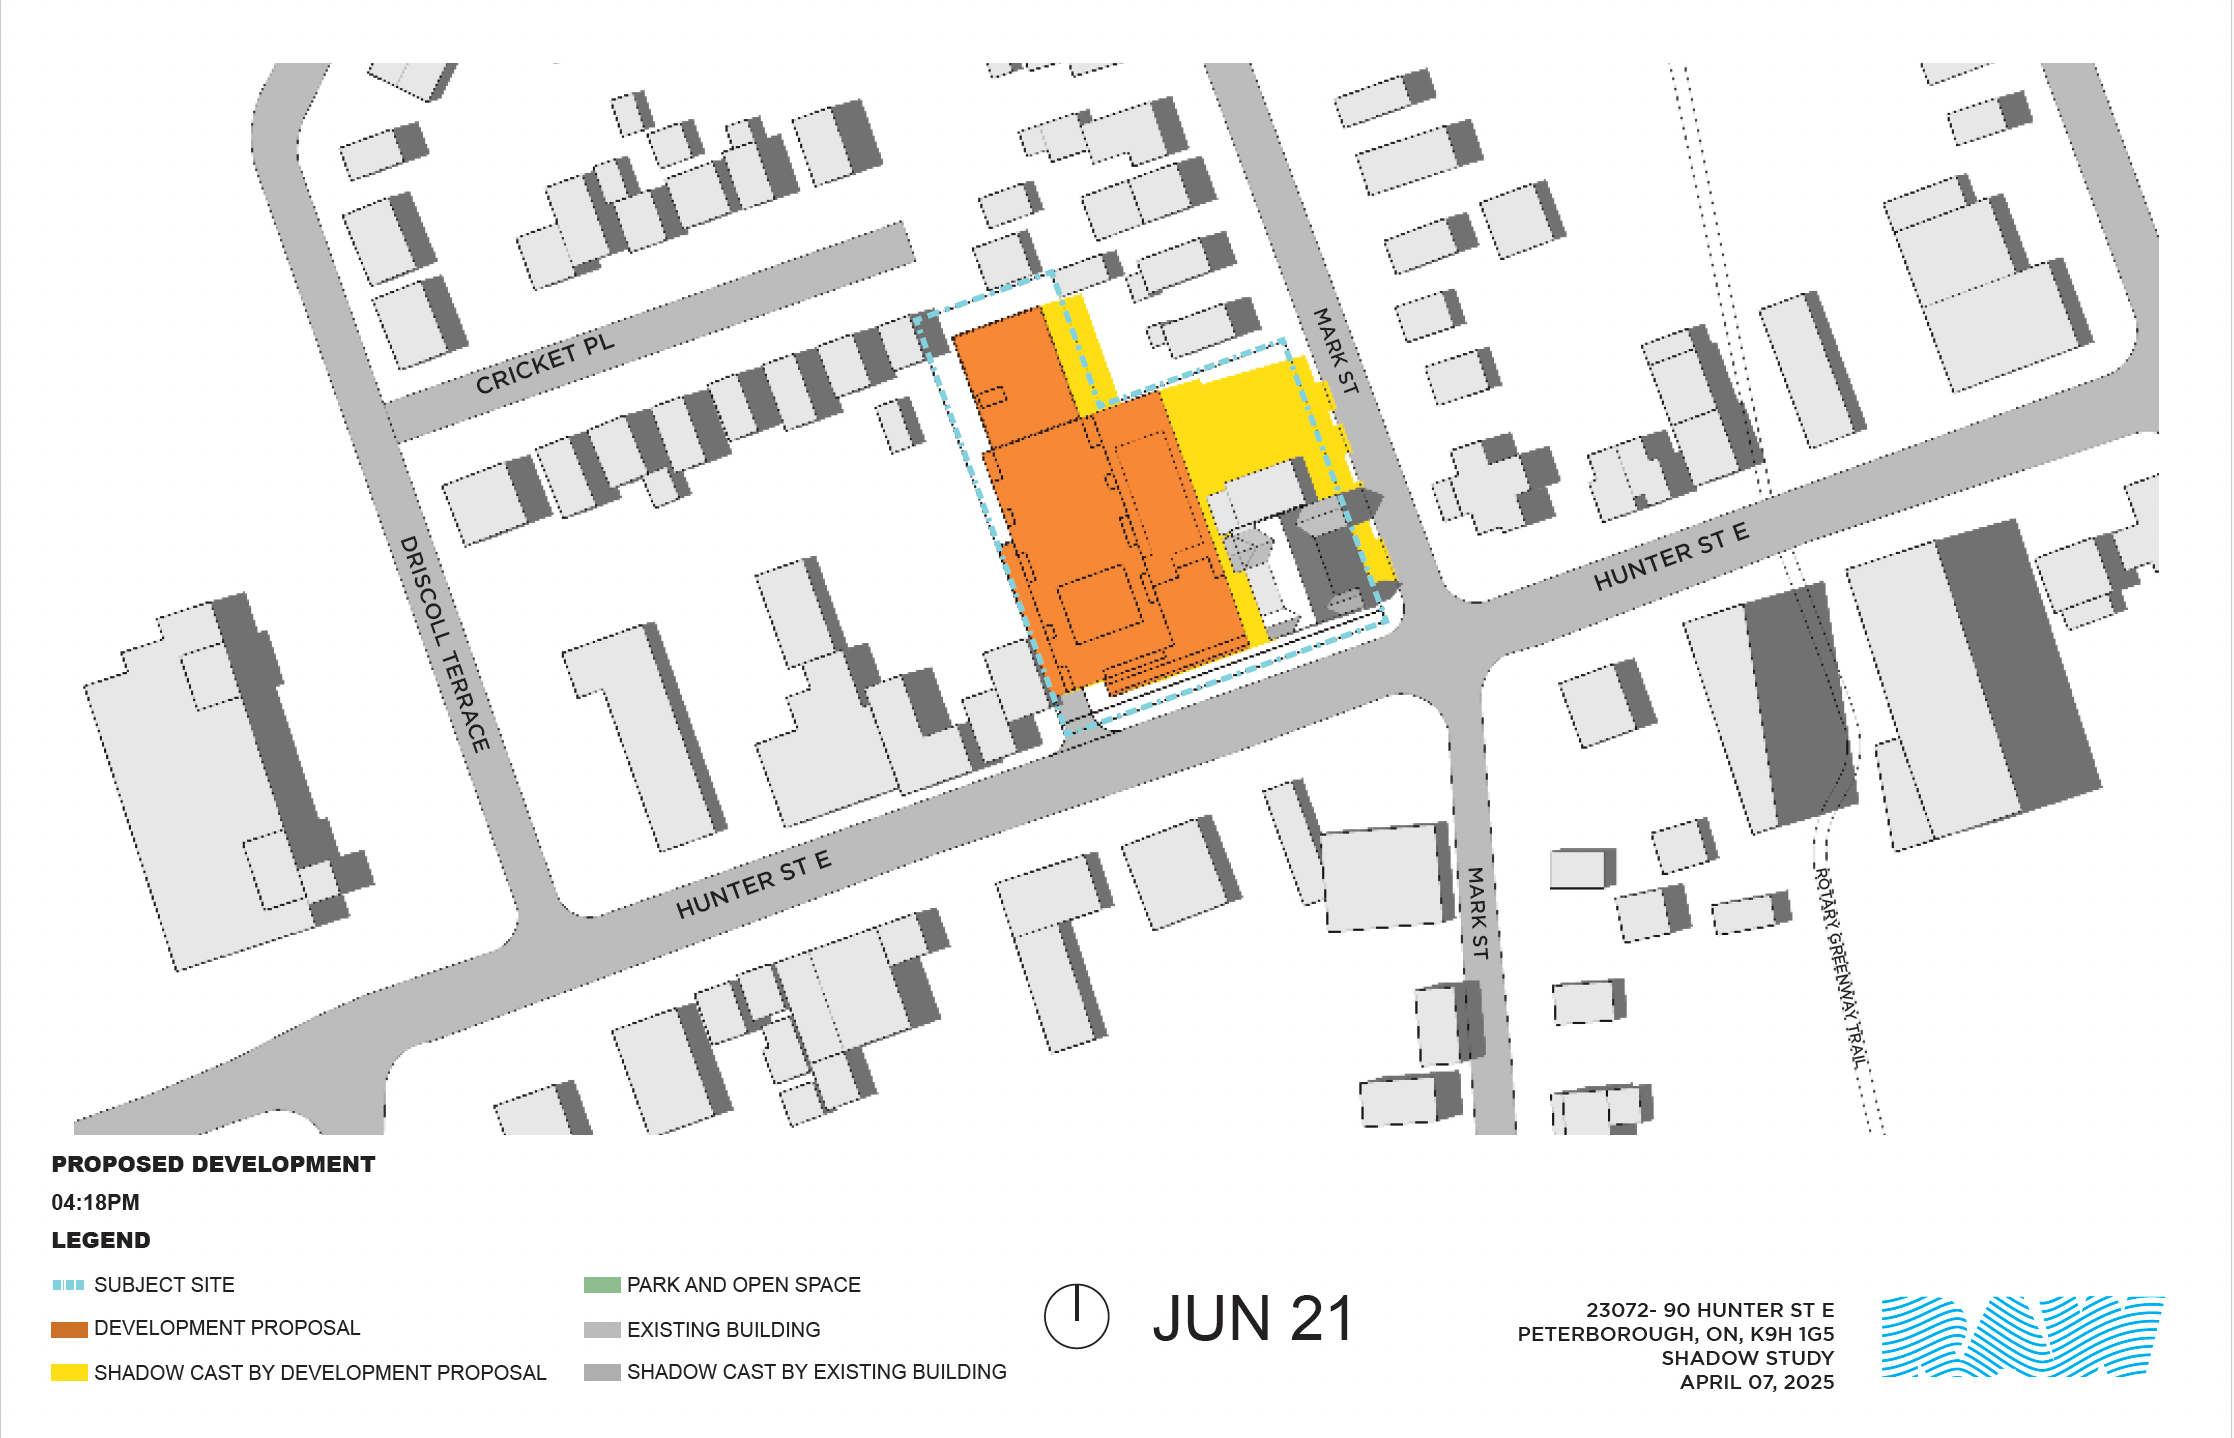 MARK ST
CRICKET PL
DRISCOLL TERRACE
HUNTER ST E
HUNTER ST E
MARK ST
ROTARY GREENWAY TRAIL
PROPOSED DEVELOPMENT
04:18PM
LEGEND
SUBJECT SITE
DEVELOPMENT PROPOSAL
SHADOW CAST BY DEVELOPMENT PROPOSAL
PARK AND OPEN SPACE
EXISTING BUILDING
SHADOW CAST BY EXISTING BUILDING
JUN 21
23072- 90 HUNTER ST E
PETERBOROUGH, ON, K9H 1G5
SHADOW STUDY
APRIL 07, 2025